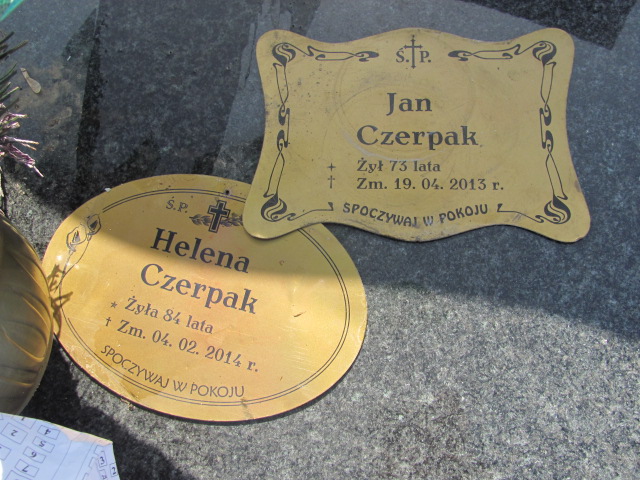 Ś. P.
Jan
Czerpak
Żył 73 lata
† Zm. 19. 04. 2013 r.
SPOCZYWAJ W POKOJU
Ś.P.
Helena
Czerpak
* Żyła 84 lata
† Zm. 04. 02. 2014 r.
SPOCZYWAJ W POKOJU